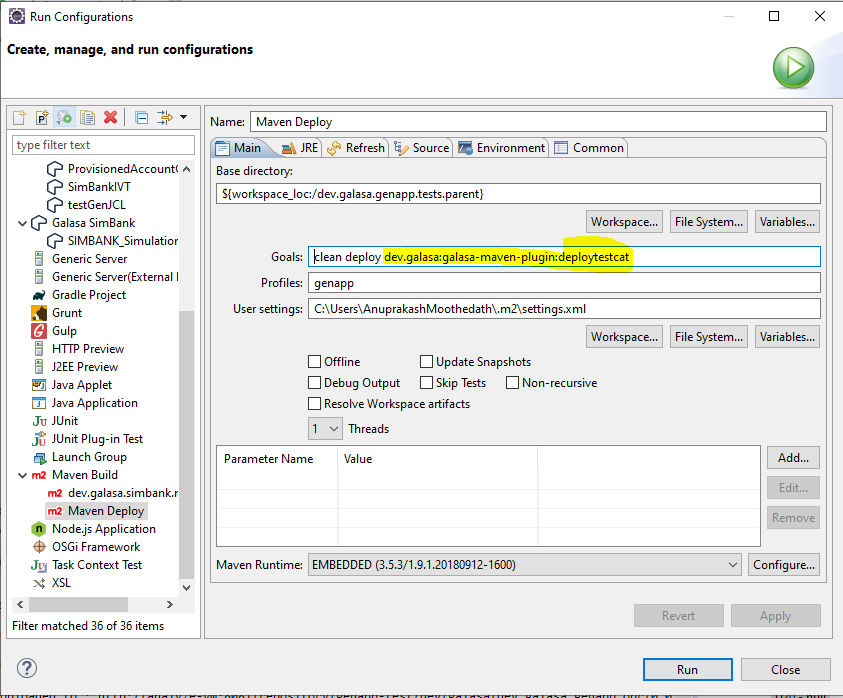 Run Configurations
Create, manage, and run configurations
type filter text
ProvisionedAccount
SimBankIVT
testGenJCL
Galasa SimBank
SIMBANK_Simulation
Generic Server
Generic Server(External
Gradle Project
Grunt
Gulp
HTTP Preview
J2EE Preview
Java Applet
Java Application
JUnit
JUnit Plug-in Test
Launch Group
Maven Build
dev.galasa.simbank.
Maven Deploy
Node.js Application
OSGi Framework
Task Context Test
XSL
Filter matched 36 of 36 items
Name: Maven Deploy
Main JRE Refresh Source Environment Common
Base directory:
${workspace_loc:/dev.galasa.genapp.tests.parent}
Workspace... File System... Variables...
Goals: clean deploy dev.galasa:galasa-maven-plugin:deploytestcat
Profiles: genapp
User settings: C:\Users\AnuprakashMoothedath\.m2\settings.xml
Workspace... File System... Variables...
Offline Update Snapshots
Debug Output Skip Tests Non-recursive
Resolve Workspace artifacts
1 Threads
Parameter Name Value
Add...
Edit...
Remove
Maven Runtime: EMBEDDED (3.5.3/1.9.1.20180912-1600) Configure...
Revert Apply
Run Close